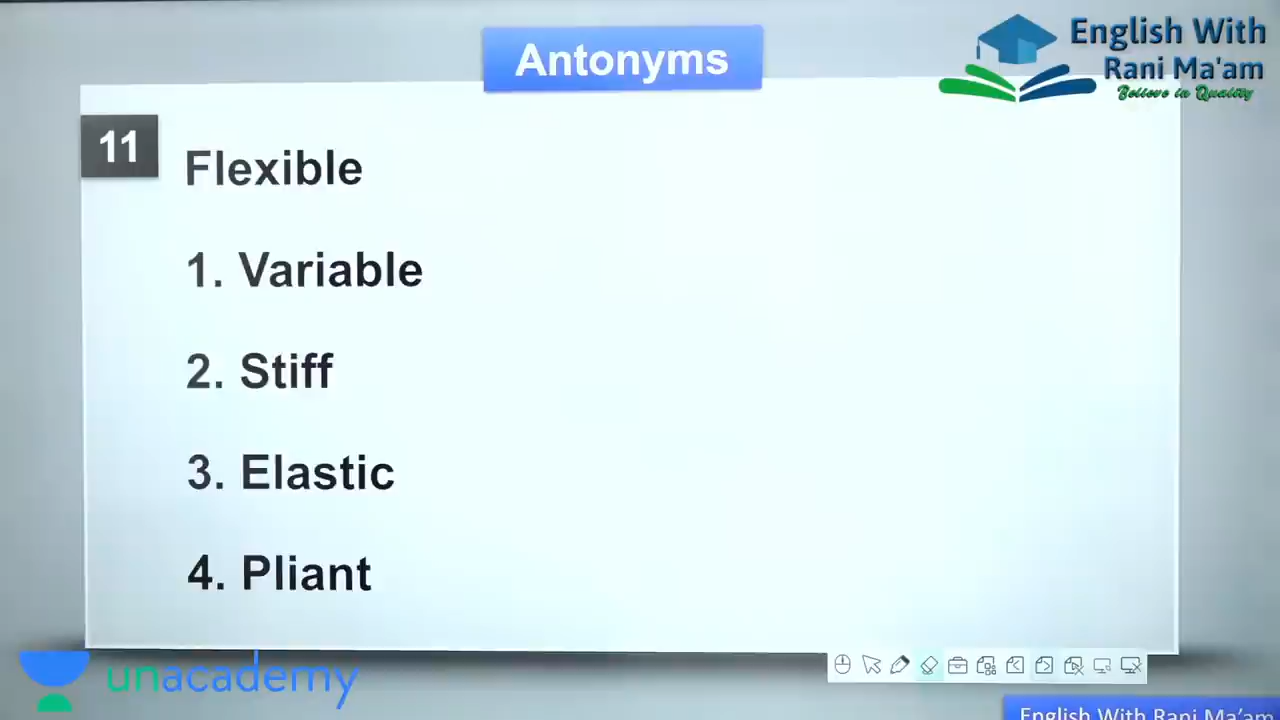 Antonyms
English With
Rani Ma'am
Believe in Quality
11
Flexible
1. Variable
2. Stiff
3. Elastic
4. Pliant
unacademy
English With Rani Ma'am